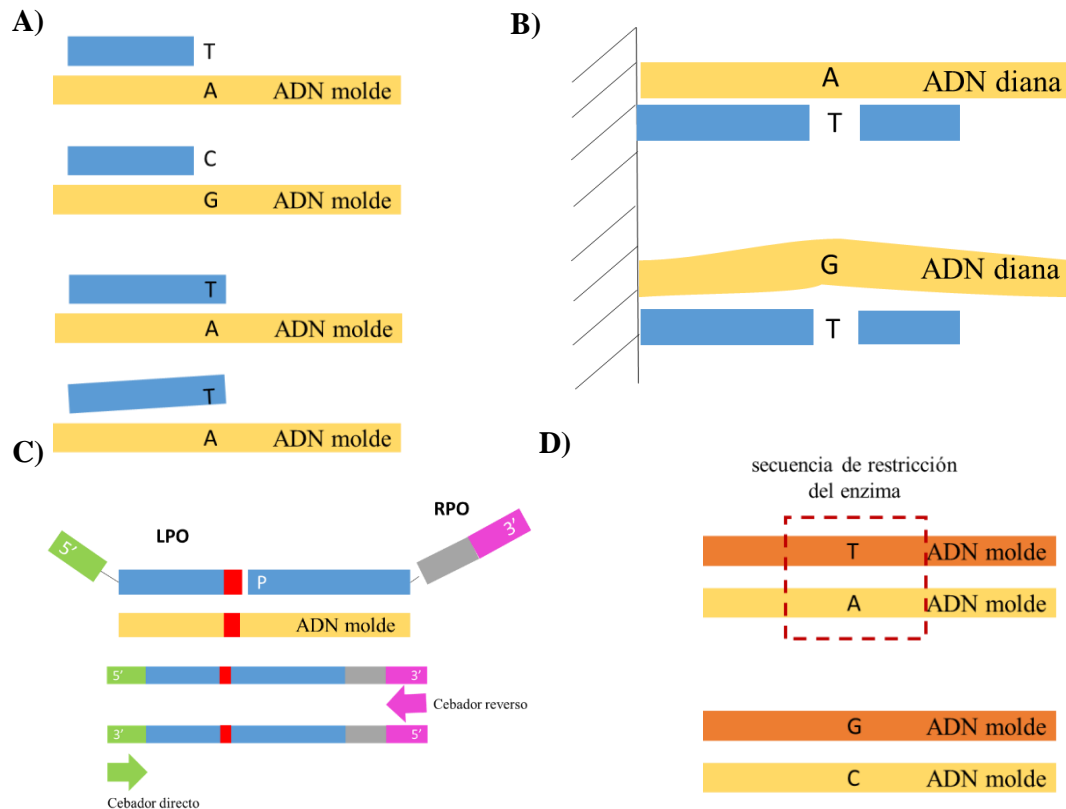 A)
T
A ADN molde
C
G ADN molde
T
A ADN molde
T
A ADN molde
B)
A ADN diana
T
G ADN diana
T
C)
LPO
RPO
5’
3’
P
ADN molde
5’ 3’
Cebador reverso
3’ 5’
Cebador directo
D)
secuencia de restricción
del enzima
T ADN molde
A ADN molde
G ADN molde
C ADN molde